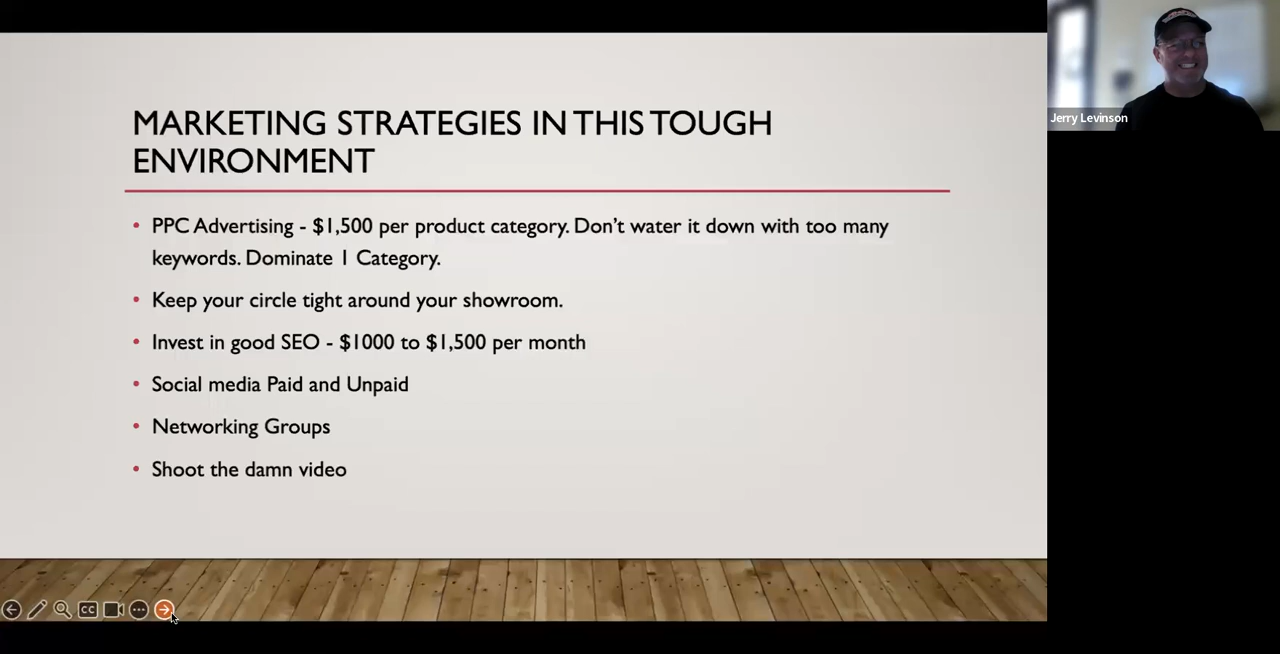 MARKETING STRATEGIES IN THIS TOUGH
ENVIRONMENT
• PPC Advertising - $1,500 per product category. Don’t water it down with too many
keywords. Dominate 1 Category.
• Keep your circle tight around your showroom.
• Invest in good SEO - $1000 to $1,500 per month
• Social media Paid and Unpaid
• Networking Groups
• Shoot the damn video
Jerry Levinson
CC